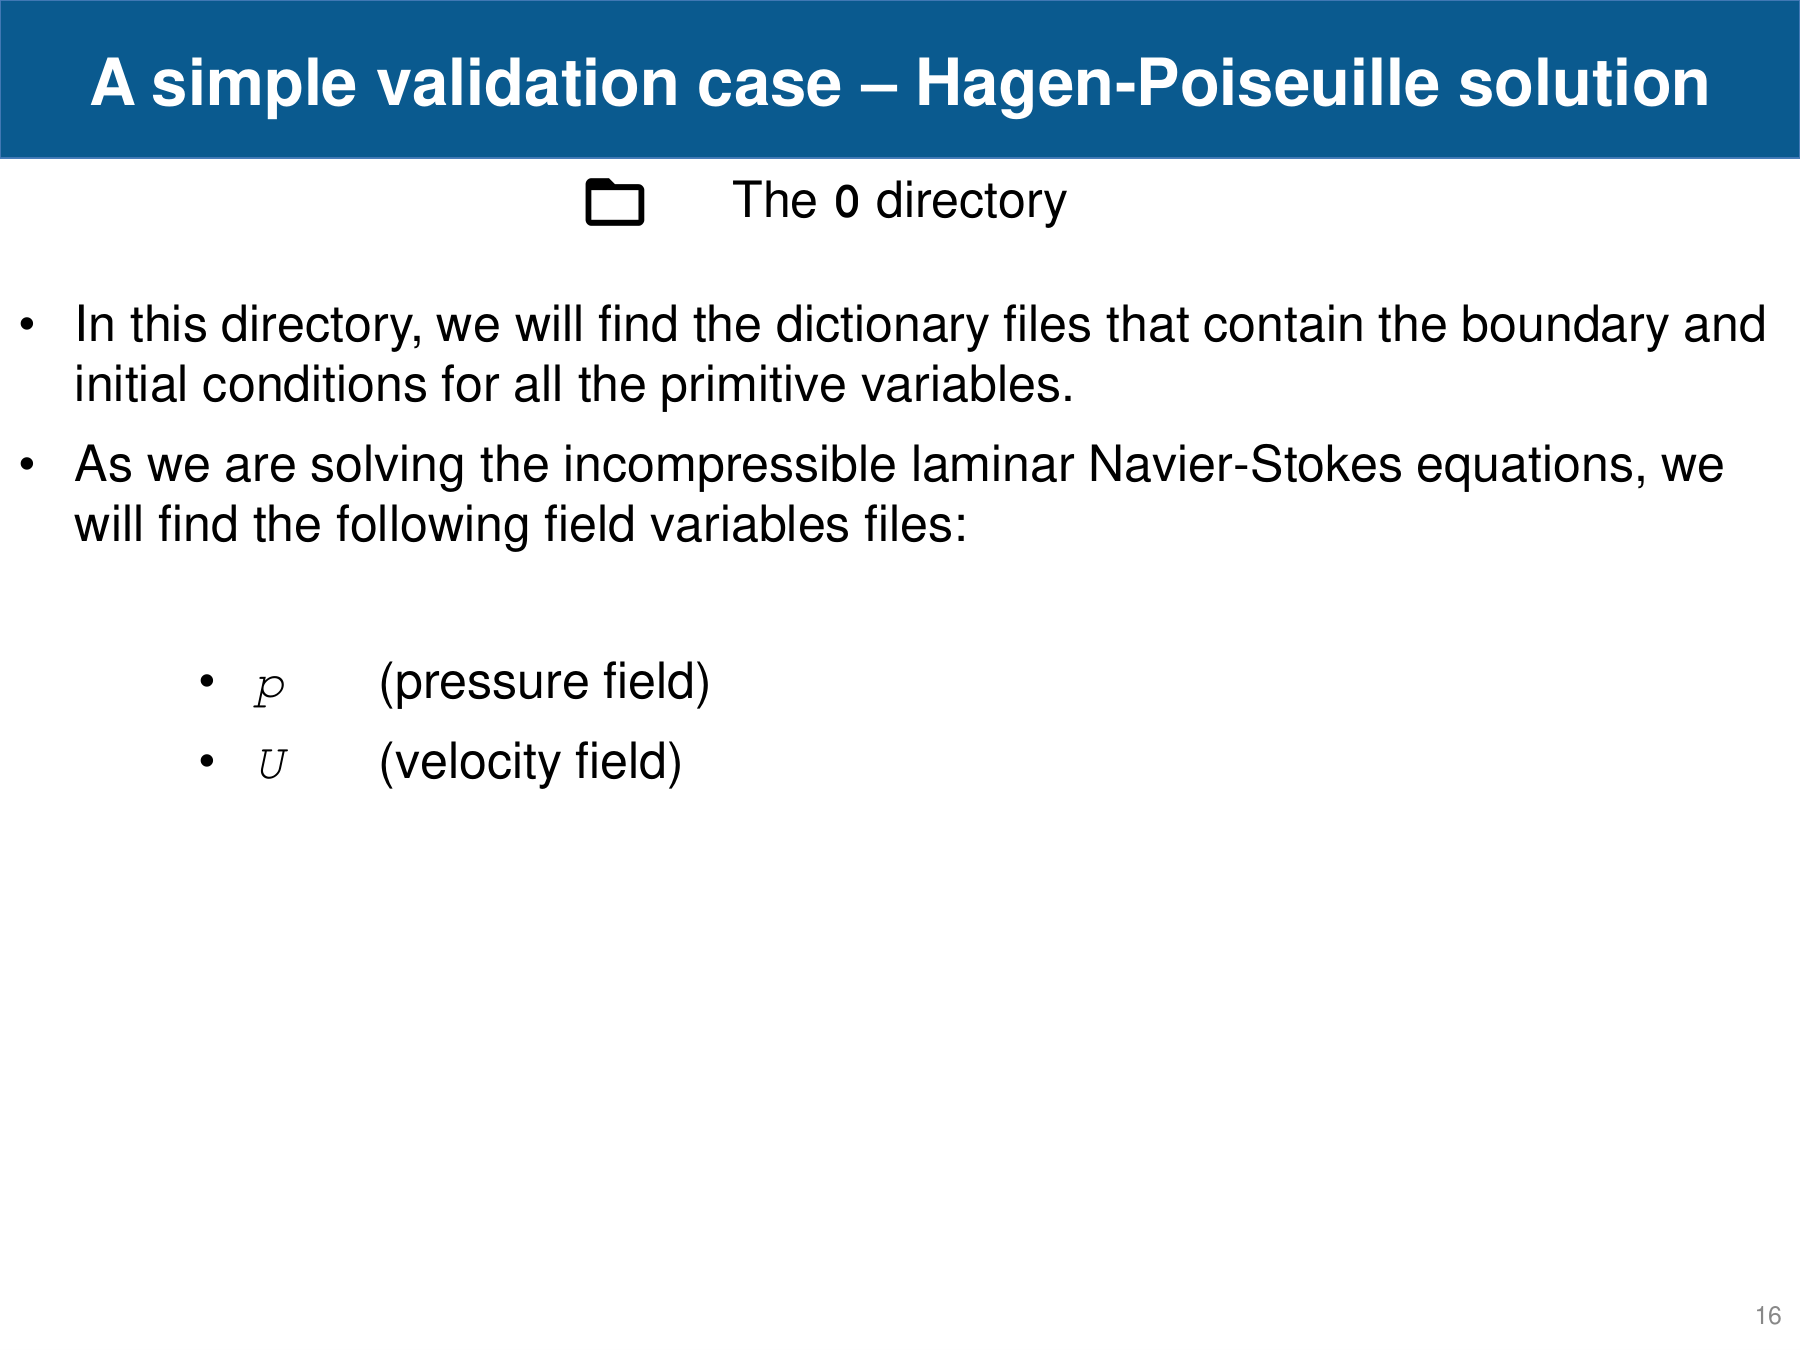 A simple validation case – Hagen-Poiseuille solution
The 0 directory
• In this directory, we will find the dictionary files that contain the boundary and
initial conditions for all the primitive variables.
• As we are solving the incompressible laminar Navier-Stokes equations, we
will find the following field variables files:
• p (pressure field)
• U (velocity field)
16